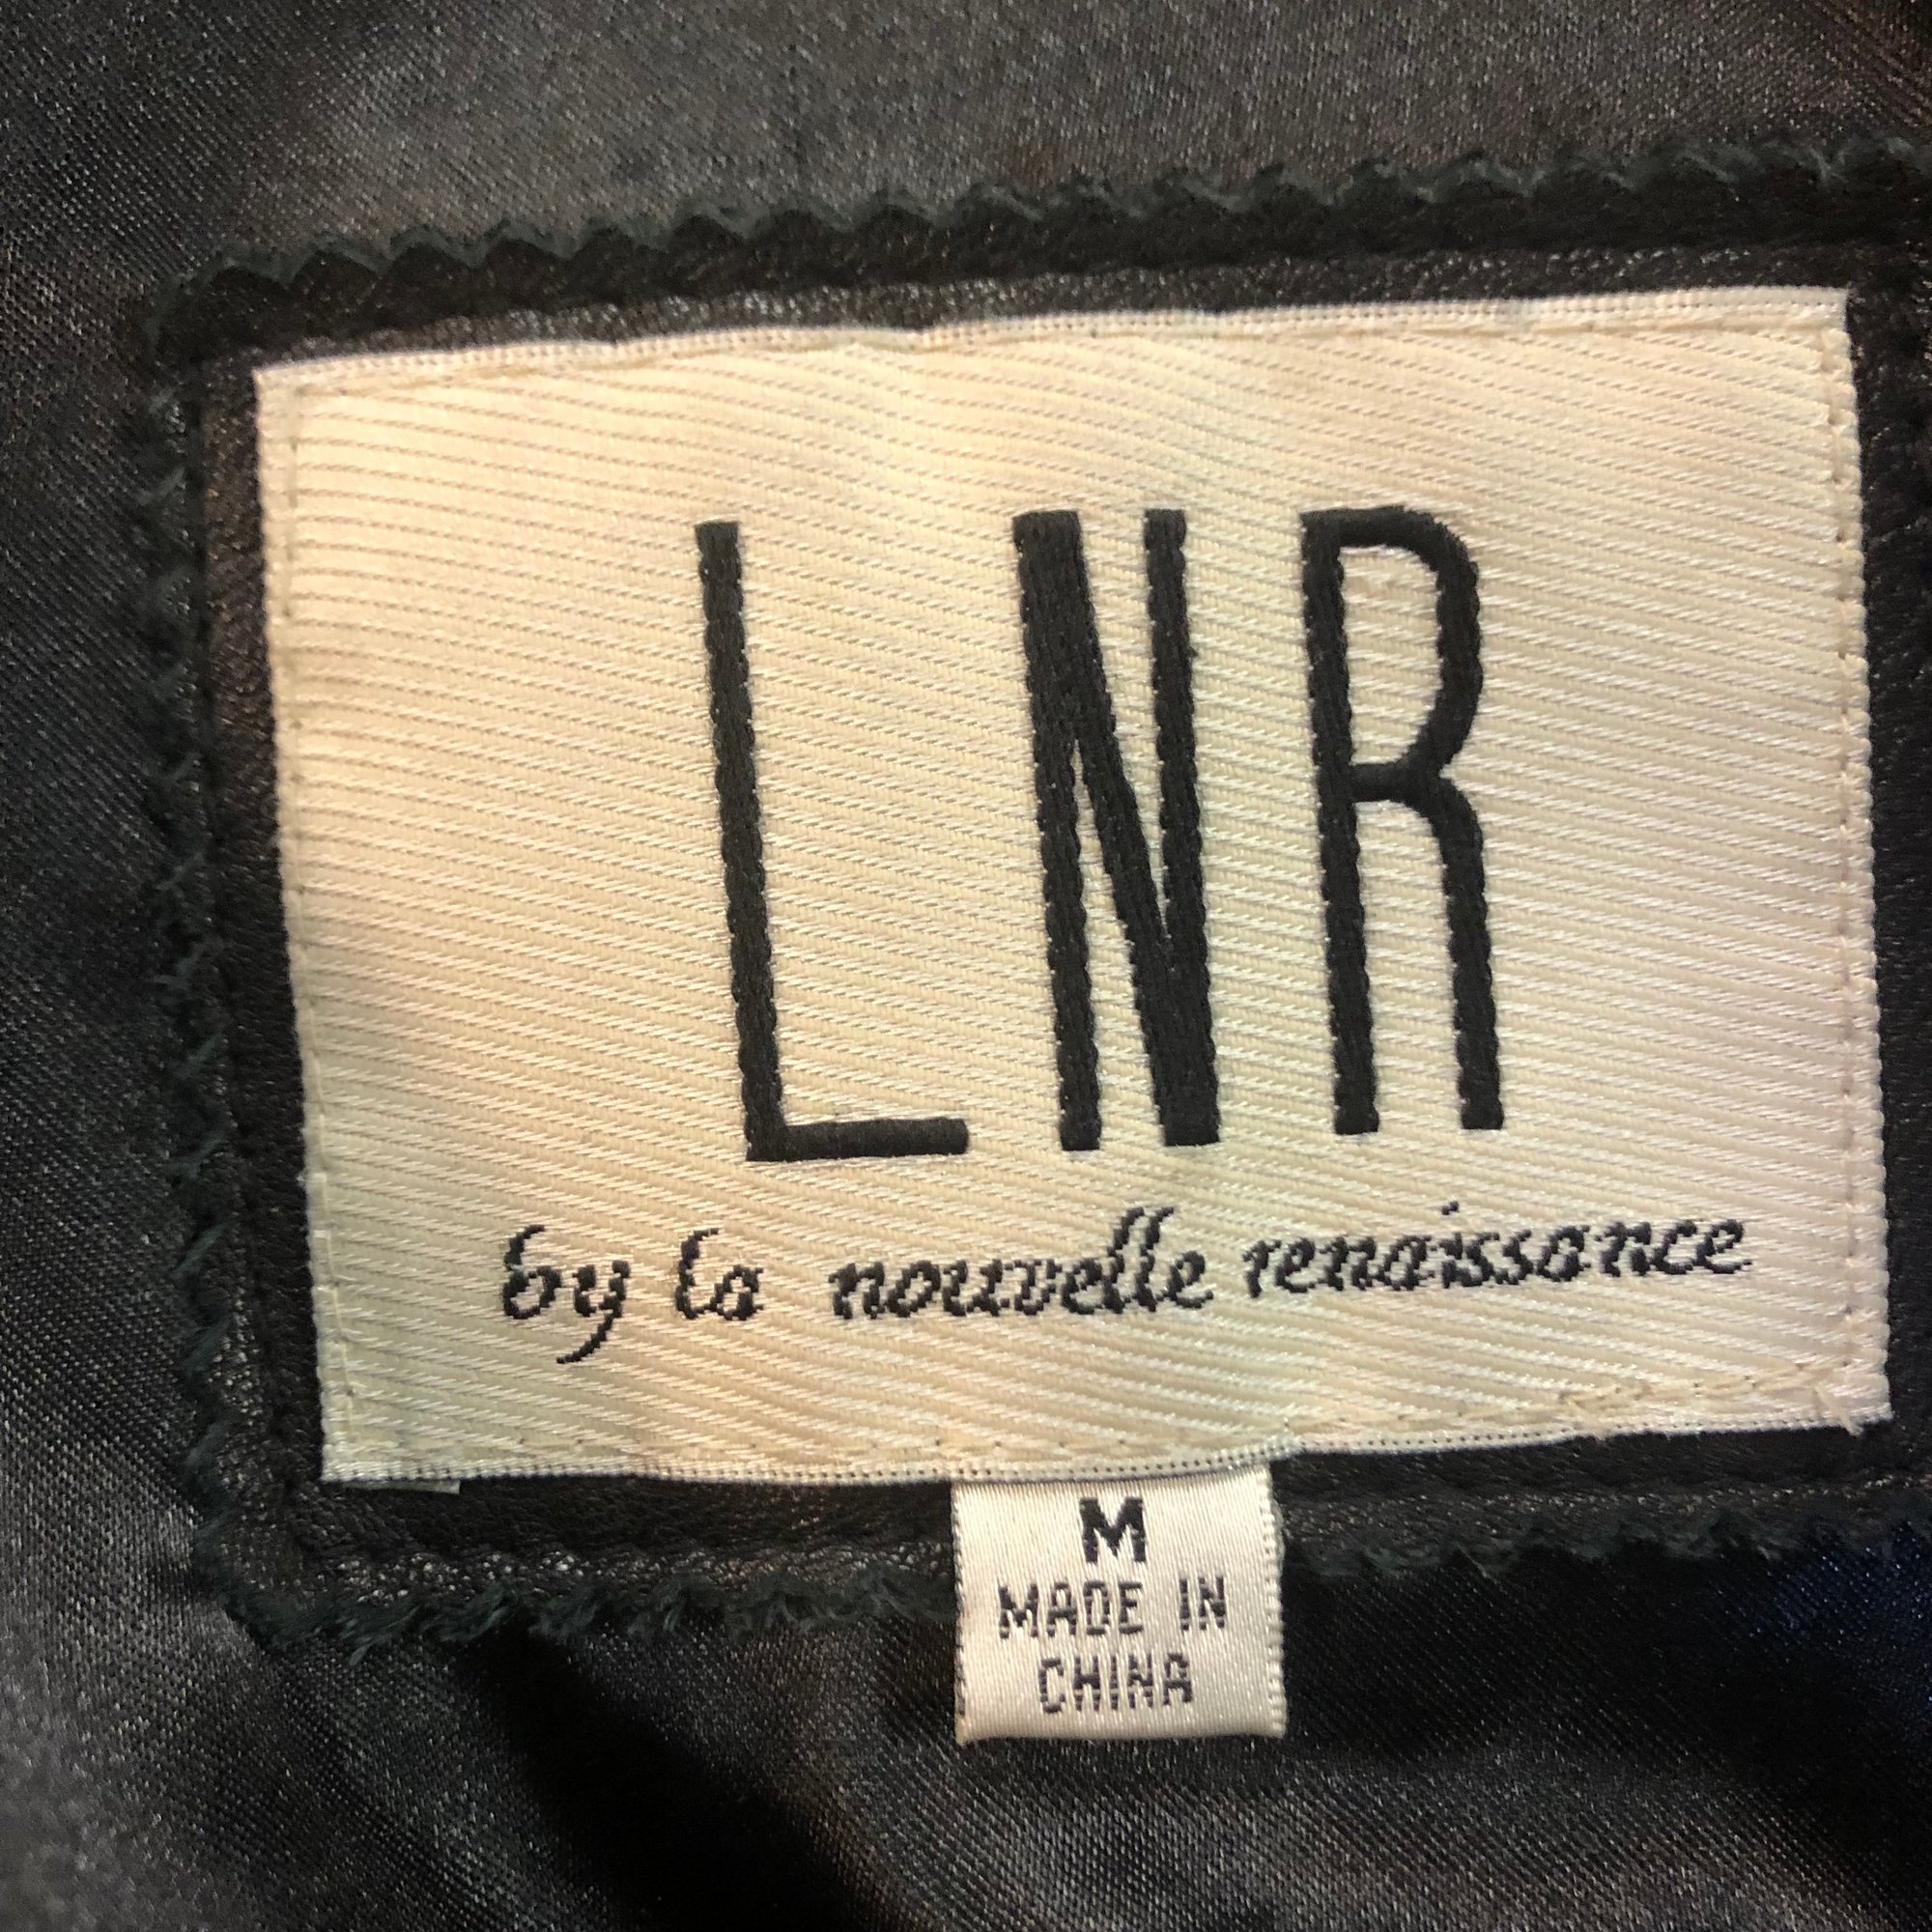 LNR
by la nouvelle renaissance
M
MADE IN
CHINA